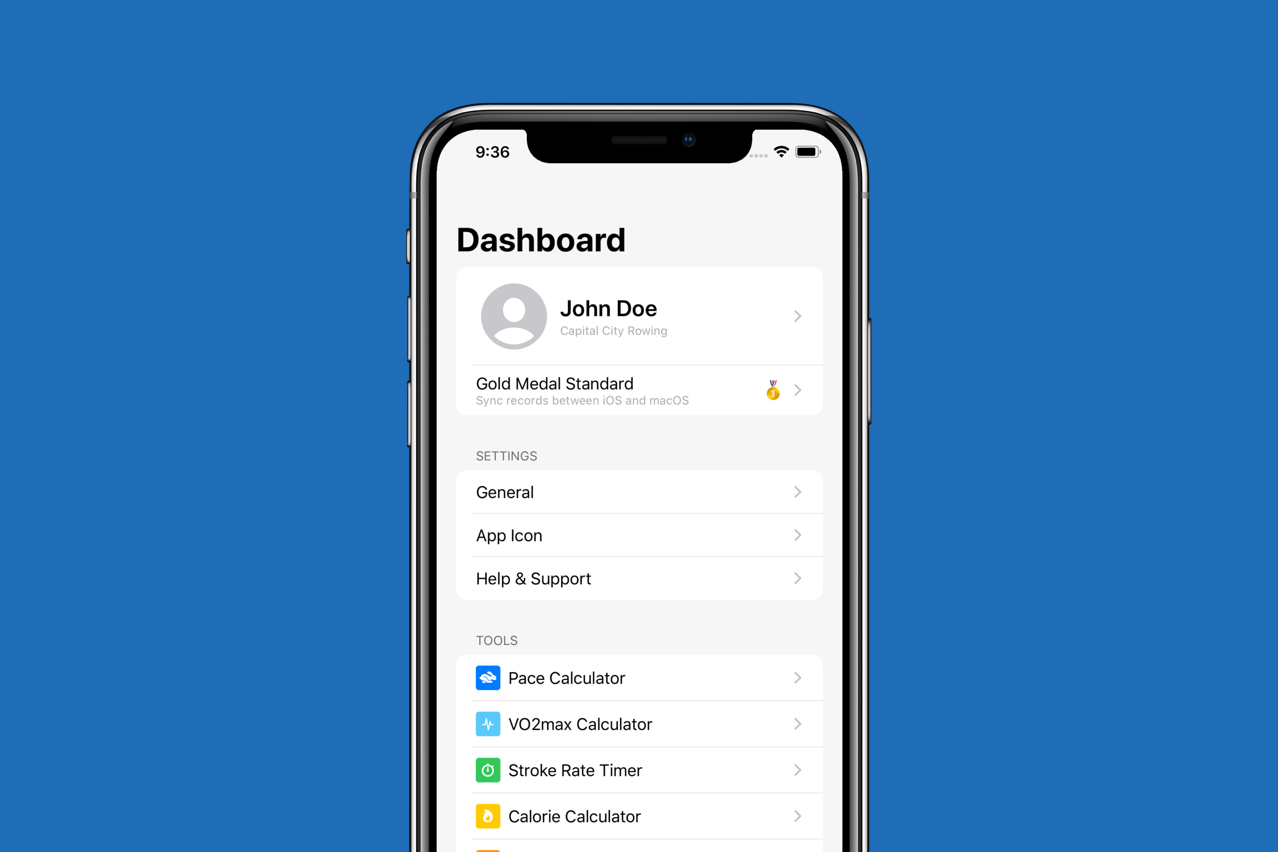 9:36
Dashboard
John Doe
Capital City Rowing
Gold Medal Standard
Sync records between iOS and macOS
SETTINGS
General
App Icon
Help & Support
TOOLS
Pace Calculator
VO2max Calculator
Stroke Rate Timer
Calorie Calculator